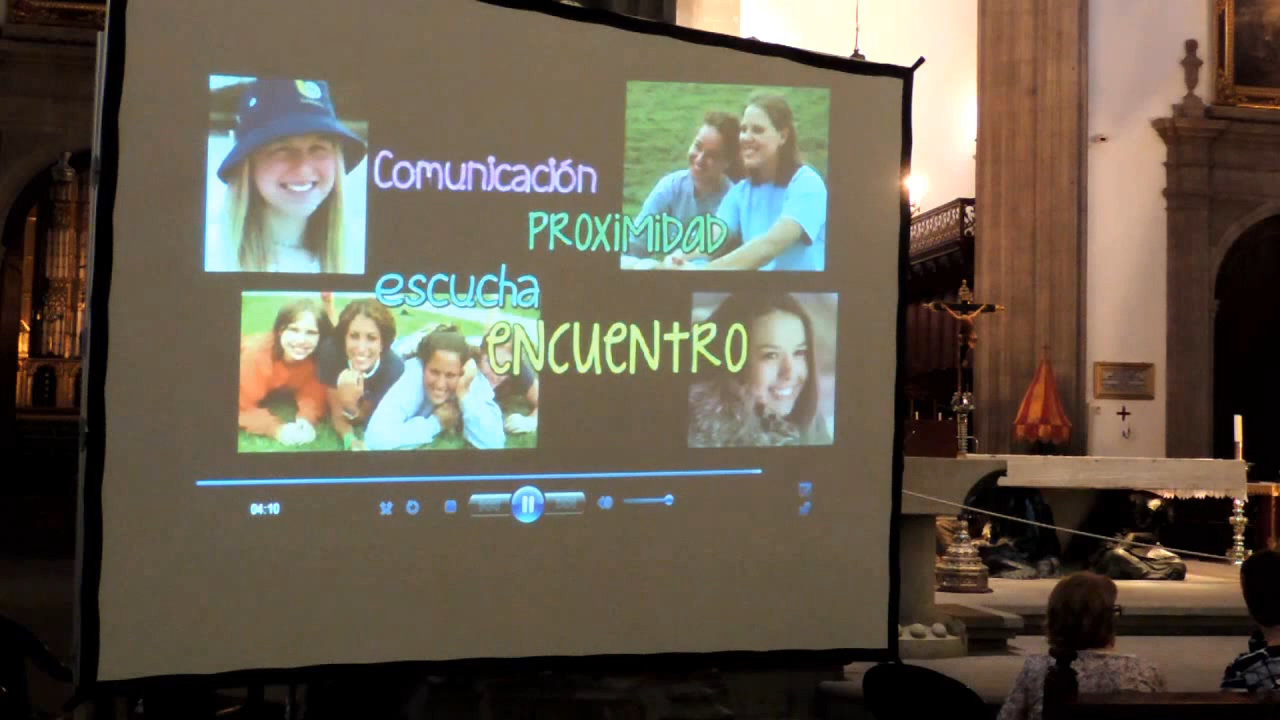 Comunicación
PROXiMiDAD
escucha
ENCUENTRO
04:10